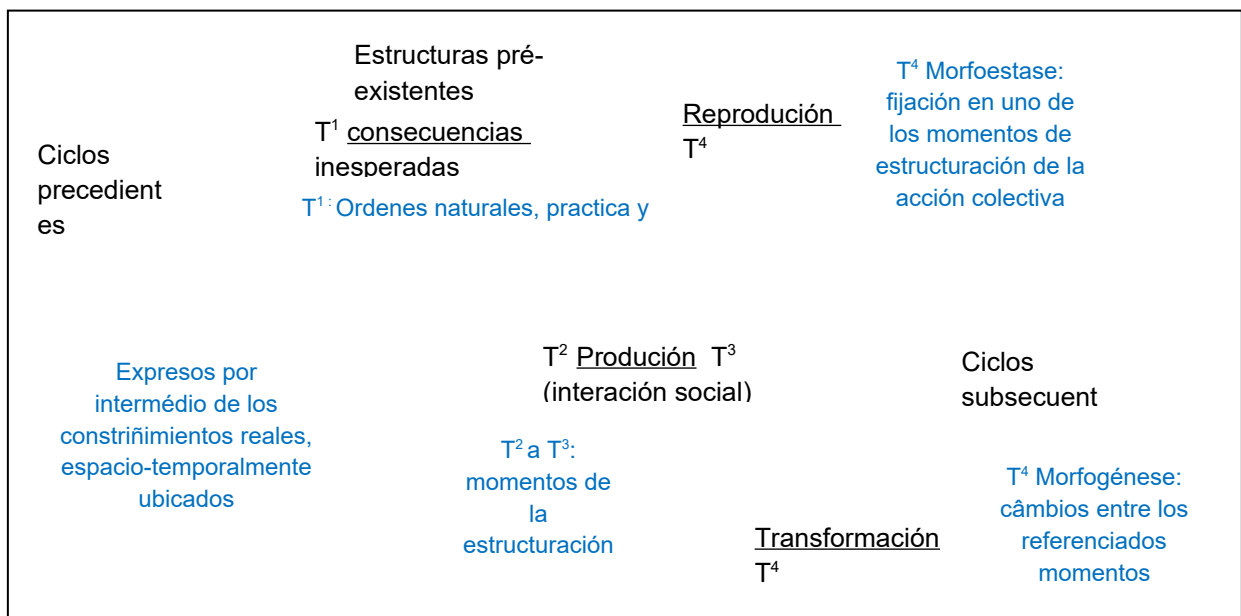 Estructuras pré-
existentes
T¹ consecuencias
inesperadas
T¹ : Ordenes naturales, practica y
Ciclos
precedient
es
Reprodución
T⁴
T⁴ Morfoestase:
fijación en uno de
los momentos de
estructuración de la
acción colectiva
Expresos por
intermédio de los
constriñimientos reales,
espacio-temporalmente
ubicados
T² Produción T³
(interación social)
T² a T³:
momentos de
la
estructuración
Ciclos
subsecuent
Transformación
T⁴
T⁴ Morfogénese:
câmbios entre los
referenciados
momentos